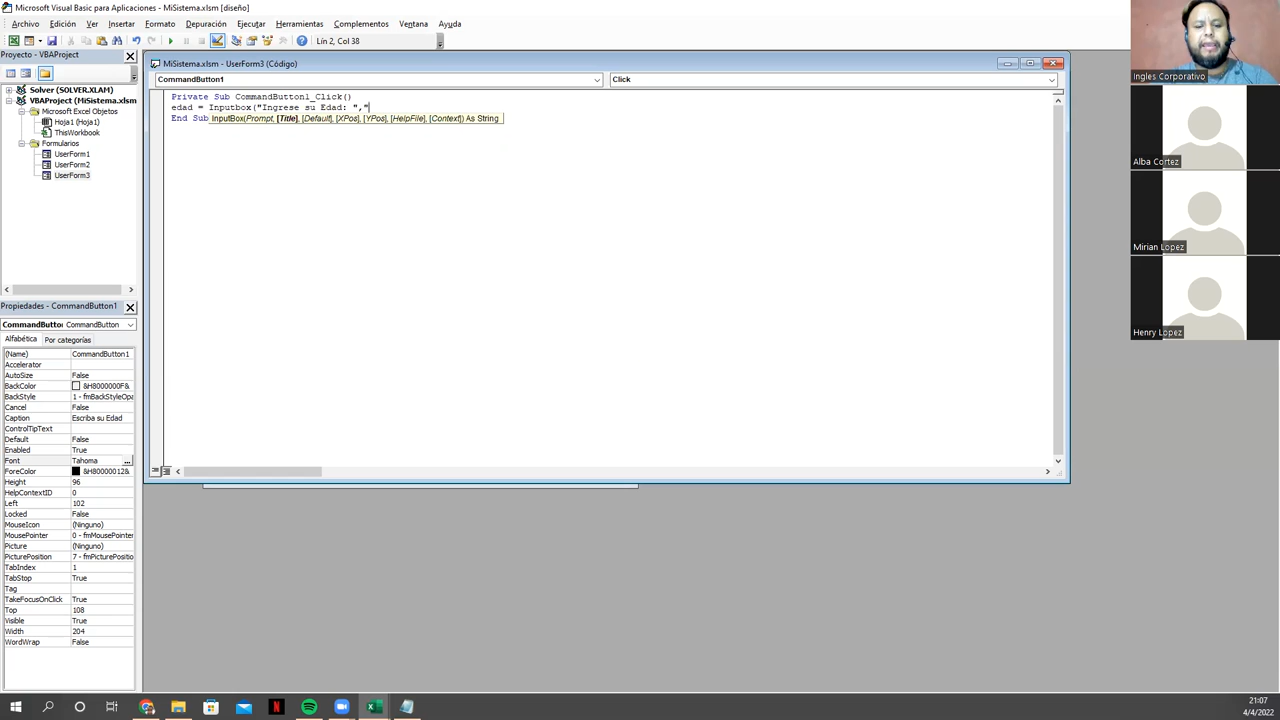 Microsoft Visual Basic para Aplicaciones - MiSistema.xlsm [diseño]
Archivo Edición Ver Insertar Formato Depuración Ejecutar Herramientas Complementos Ventana Ayuda
Lín 2, Col 38
Proyecto - VBAProject
Solver (SOLVER.XLAM)
VBAProject (MiSistema.xlsm
Microsoft Excel Objetos
Hoja1 (Hoja1)
ThisWorkbook
Formularios
UserForm1
UserForm2
UserForm3
Propiedades - CommandButton1
CommandButton CommandButton
Alfabética Por categorías
(Name) CommandButton1
Accelerator
AutoSize False
BackColor &H8000000F&
BackStyle 1 - fmBackStyleOpa
Cancel False
Caption Escriba su Edad
ControlTipText
Default False
Enabled True
Font Tahoma ...
ForeColor &H80000012&
Height 96
HelpContextID 0
Left 102
Locked False
MouseIcon (Ninguno)
MousePointer 0 - fmMousePointer
Picture (Ninguno)
PicturePosition 7 - fmPicturePositio
TabIndex 1
TabStop True
Tag
TakeFocusOnClick True
Top 108
Visible True
Width 204
WordWrap False
MiSistema.xlsm - UserForm3 (Código)
CommandButton1 Click
Private Sub CommandButton1_Click()
edad = Inputbox("Ingrese su Edad: ","
End Sub
InputBox(Prompt, [Title], [Default], [XPos], [YPos], [HelpFile], [Context]) As String
Ingles Corporativo
Alba Cortez
Mirian Lopez
Henry Lopez
21:07
4/4/2022